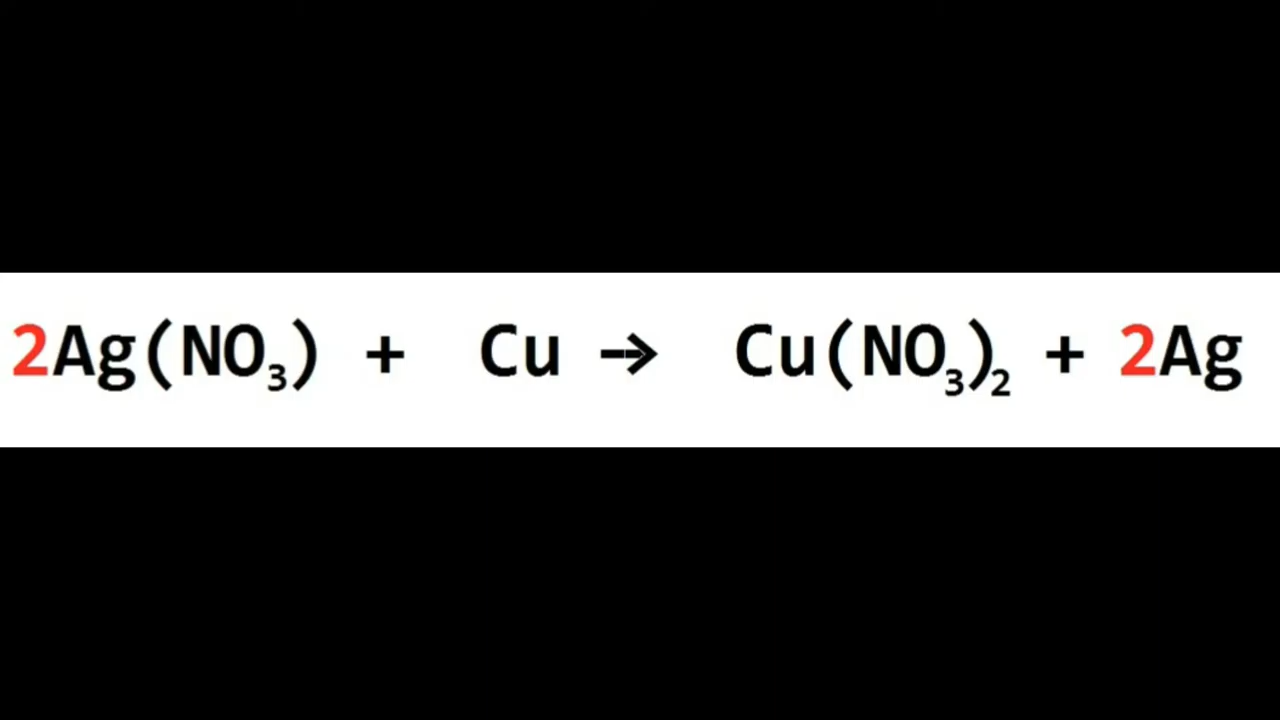 2Ag(NO₃) + Cu → Cu(NO₃)₂ + 2Ag